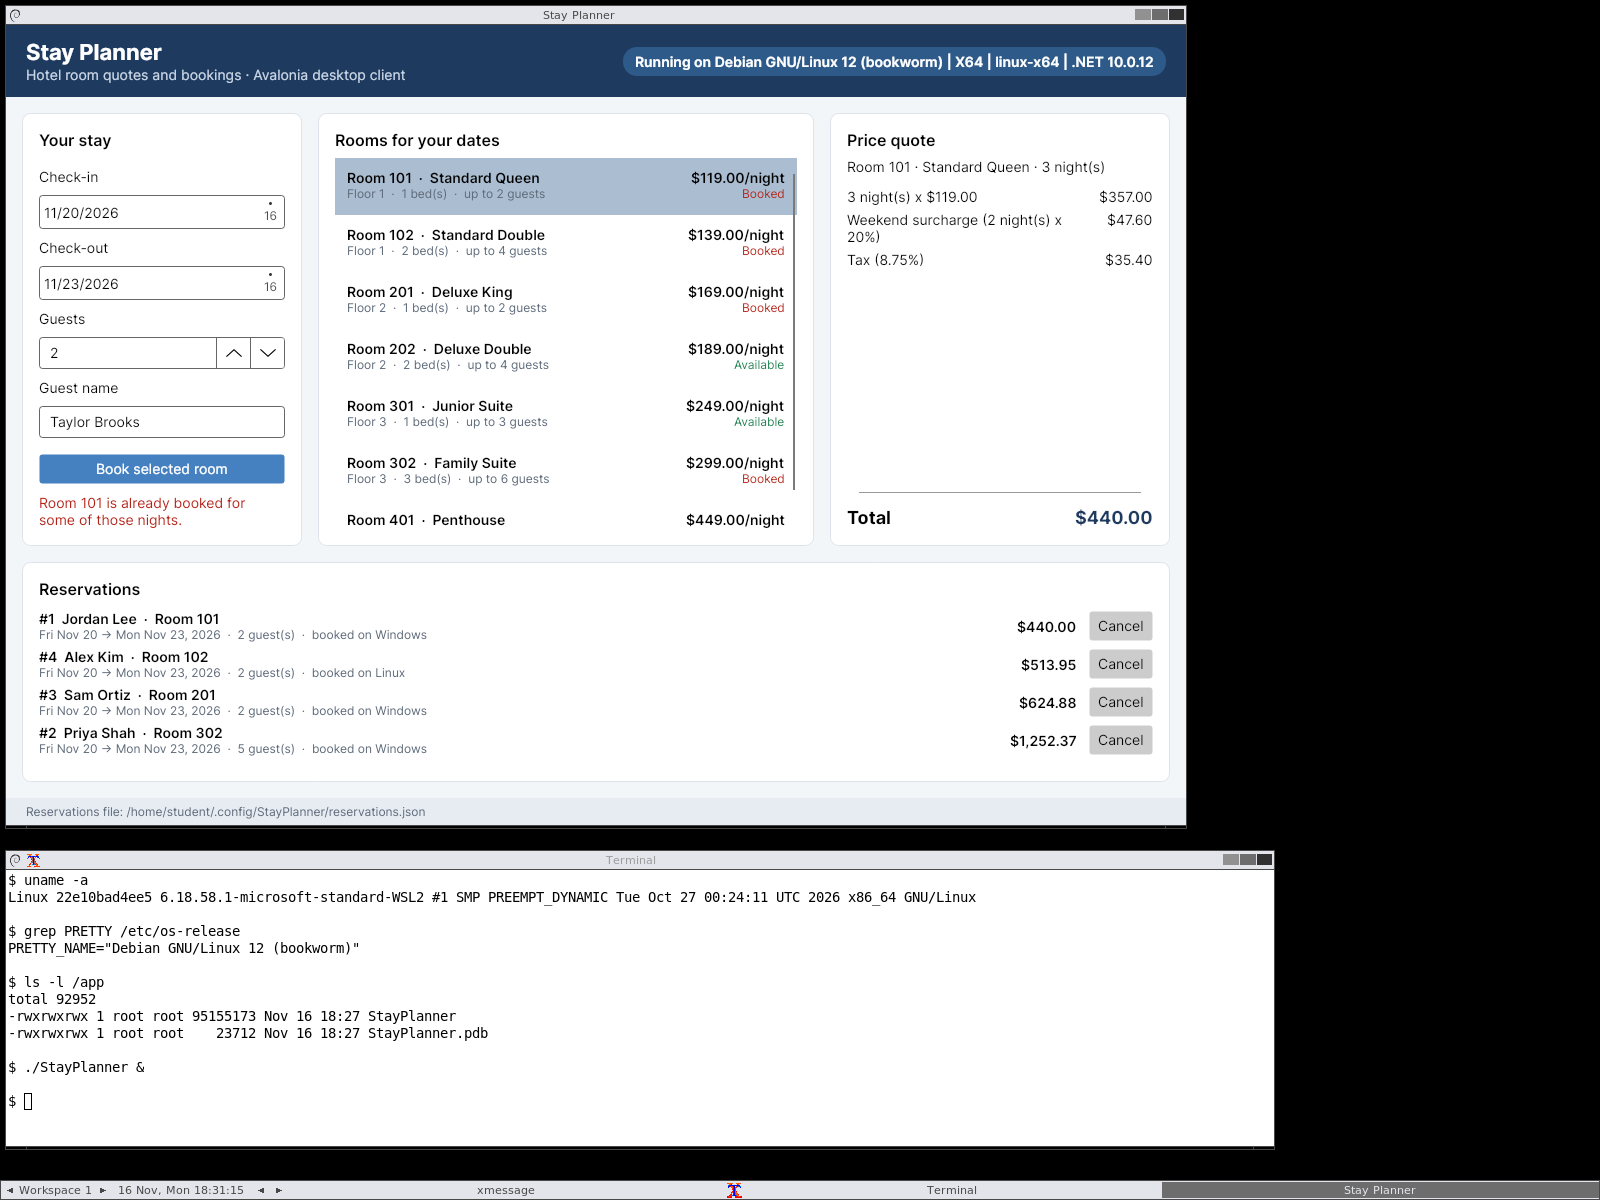 Stay Planner
Stay Planner
Hotel room quotes and bookings · Avalonia desktop client
Running on Debian GNU/Linux 12 (bookworm) | X64 | linux-x64 | .NET 10.0.12
Your stay
Check-in
11/20/2026
16
Check-out
11/23/2026
16
Guests
2
Guest name
Taylor Brooks
Book selected room
Room 101 is already booked for
some of those nights.
Rooms for your dates
Room 101 · Standard Queen $119.00/night
Floor 1 · 1 bed(s) · up to 2 guests Booked
Room 102 · Standard Double $139.00/night
Floor 1 · 2 bed(s) · up to 4 guests Booked
Room 201 · Deluxe King $169.00/night
Floor 2 · 1 bed(s) · up to 2 guests Booked
Room 202 · Deluxe Double $189.00/night
Floor 2 · 2 bed(s) · up to 4 guests Available
Room 301 · Junior Suite $249.00/night
Floor 3 · 1 bed(s) · up to 3 guests Available
Room 302 · Family Suite $299.00/night
Floor 3 · 3 bed(s) · up to 6 guests Booked
Room 401 · Penthouse $449.00/night
Price quote
Room 101 · Standard Queen · 3 night(s)
3 night(s) x $119.00 $357.00
Weekend surcharge (2 night(s) x $47.60
20%)
Tax (8.75%) $35.40
Total $440.00
Reservations
#1 Jordan Lee · Room 101
Fri Nov 20 → Mon Nov 23, 2026 · 2 guest(s) · booked on Windows
$440.00 Cancel
#4 Alex Kim · Room 102
Fri Nov 20 → Mon Nov 23, 2026 · 2 guest(s) · booked on Linux
$513.95 Cancel
#3 Sam Ortiz · Room 201
Fri Nov 20 → Mon Nov 23, 2026 · 2 guest(s) · booked on Windows
$624.88 Cancel
#2 Priya Shah · Room 302
Fri Nov 20 → Mon Nov 23, 2026 · 5 guest(s) · booked on Windows
$1,252.37 Cancel
Reservations file: /home/student/.config/StayPlanner/reservations.json
Terminal
$ uname -a
Linux 22e10bad4ee5 6.18.58.1-microsoft-standard-WSL2 #1 SMP PREEMPT_DYNAMIC Tue Oct 27 00:24:11 UTC 2026 x86_64 GNU/Linux
$ grep PRETTY /etc/os-release
PRETTY_NAME="Debian GNU/Linux 12 (bookworm)"
$ ls -l /app
total 92952
-rwxrwxrwx 1 root root 95155173 Nov 16 18:27 StayPlanner
-rwxrwxrwx 1 root root    23712 Nov 16 18:27 StayPlanner.pdb
$ ./StayPlanner &
$
Workspace 1 16 Nov, Mon 18:31:15 xmessage Terminal Stay Planner